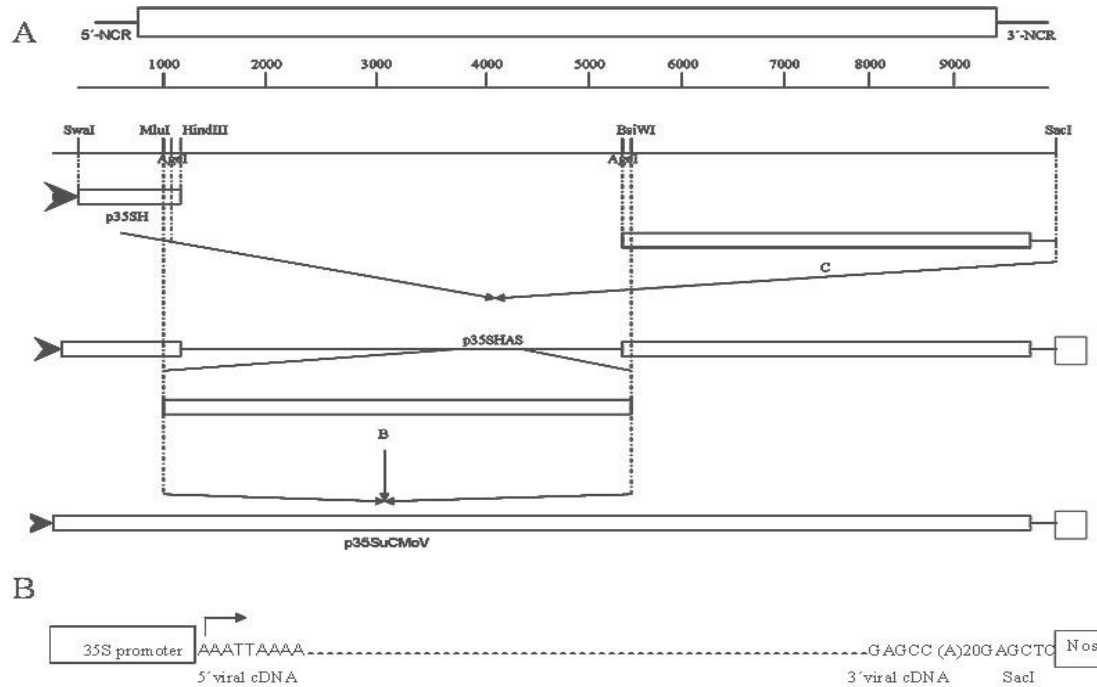 A
5´-NCR 3´-NCR
1000 2000 3000 4000 5000 6000 7000 8000 9000
SwaI MluI HindIII BsiWI SacI
AgeI AgeI
p35SH
C
p35SHAS
B
p35SuCMoV
B
35S promoter AAATTAAAA GAGCC (A)20GAGCTC Nos
5´viral cDNA 3´viral cDNA SacI